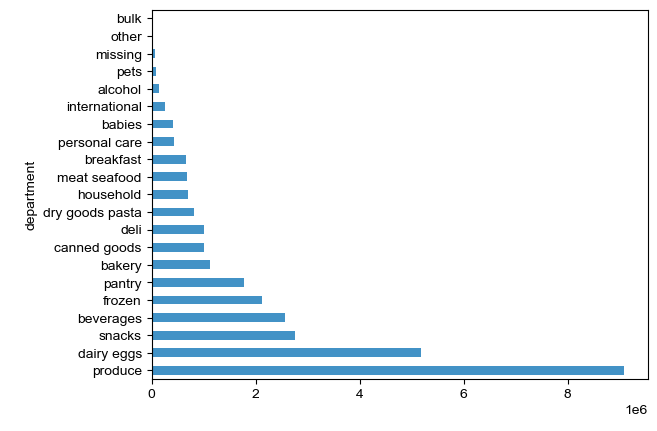 bulk
other
missing
pets
alcohol
international
babies
personal care
breakfast
meat seafood
household
dry goods pasta
deli
canned goods
bakery
pantry
frozen
beverages
snacks
dairy eggs
produce
department
0 2 4 6 8
1e6